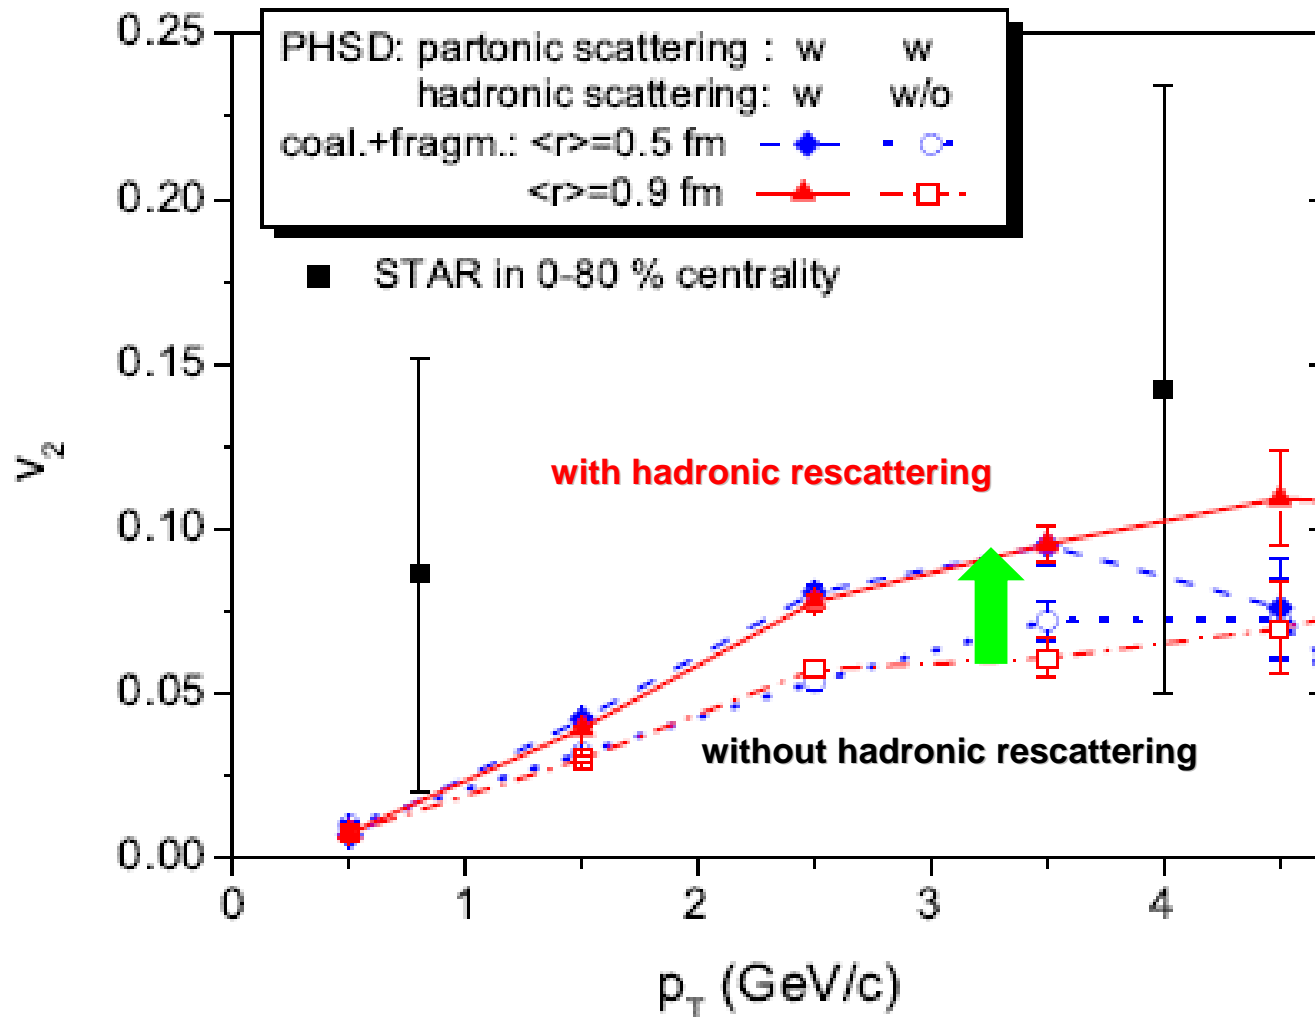 0.25
0.20
0.15
0.10
0.05
0.00
v2
PHSD: partonic scattering : w w
hadronic scattering: w w/o
coal.+fragm.: <r>=0.5 fm
<r>=0.9 fm
STAR in 0-80 % centrality
with hadronic rescattering
without hadronic rescattering
0 1 2 3 4
pT (GeV/c)